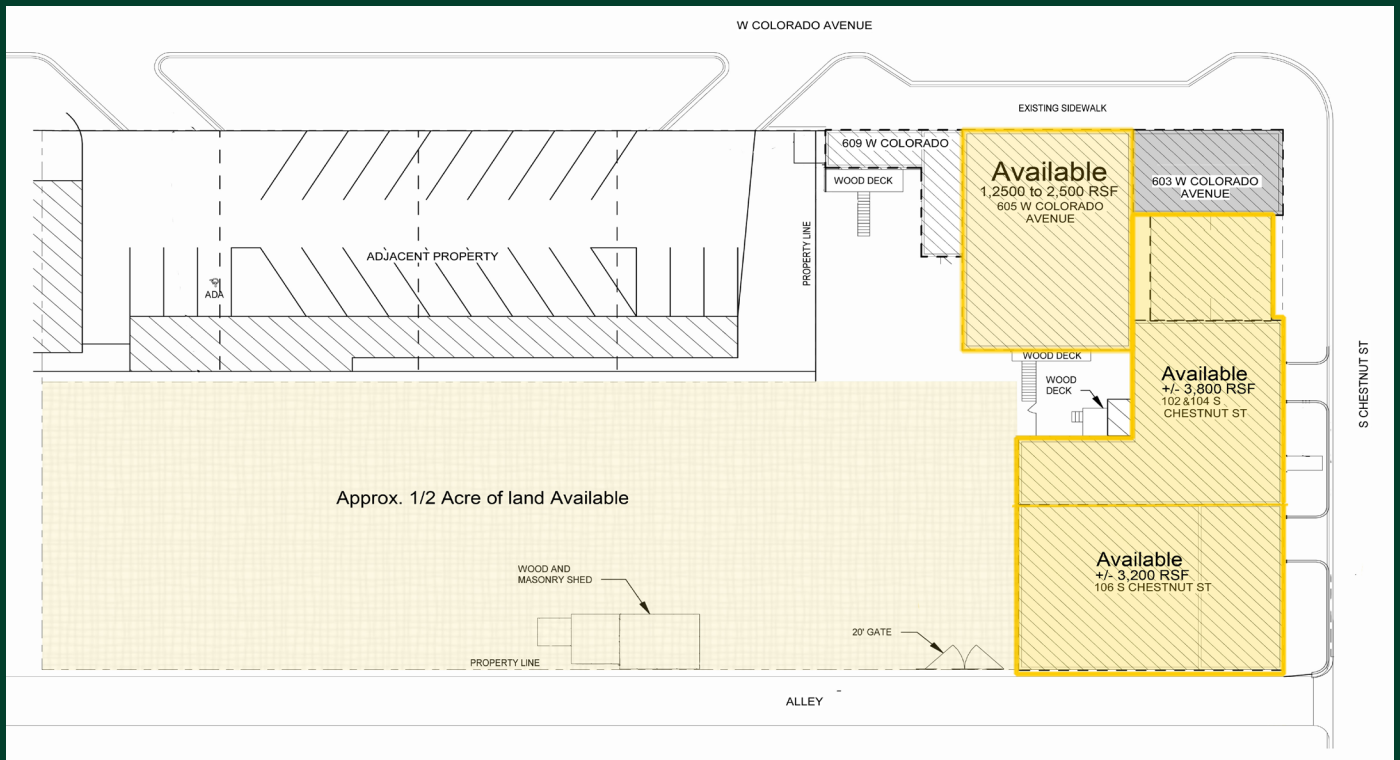 W COLORADO AVENUE
EXISTING SIDEWALK
609 W COLORADO
WOOD DECK
PROPERTY LINE
Available
1,2500 to 2,500 RSF
605 W COLORADO
AVENUE
603 W COLORADO
AVENUE
ADJACENT PROPERTY
ADA
WOOD DECK
WOOD
DECK
Available
+/- 3,800 RSF
102 &104 S
CHESTNUT ST
S CHESTNUT ST
Approx. 1/2 Acre of land Available
WOOD AND
MASONRY SHED
20' GATE
PROPERTY LINE
Available
+/- 3,200 RSF
106 S CHESTNUT ST
ALLEY